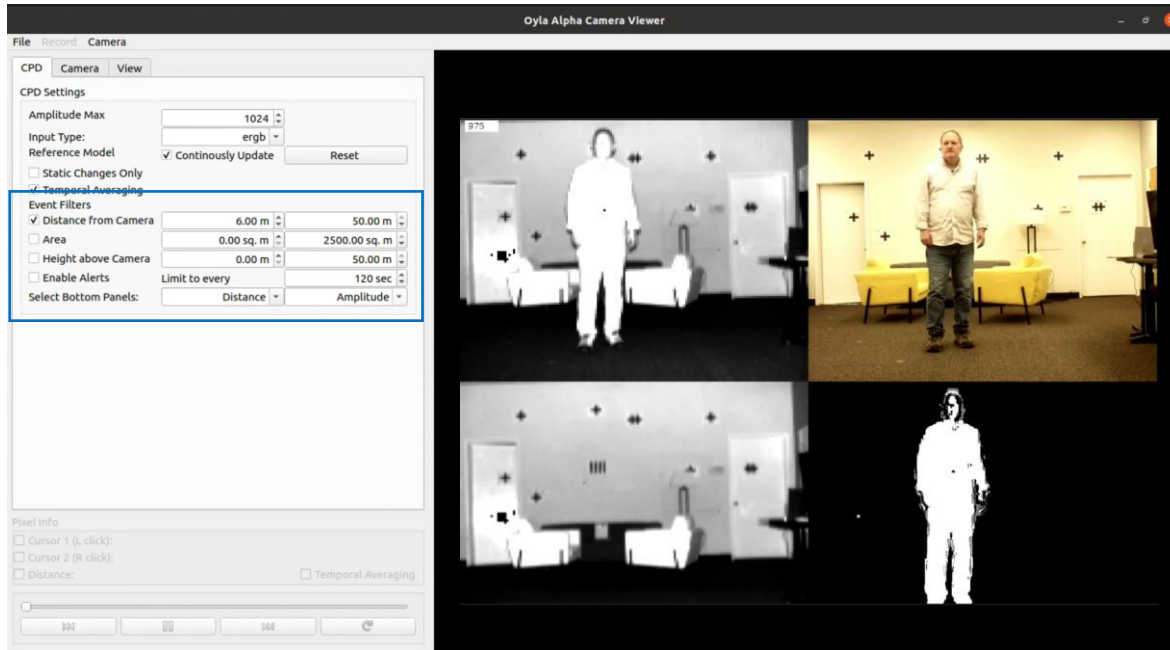 Oyla Alpha Camera Viewer
File Record Camera
CPD Camera View
CPD Settings
Amplitude Max 1024
Input Type: ergb
Reference Model Continously Update Reset
Static Changes Only
Temporal Averaging
Event Filters
Distance from Camera 6.00 m 50.00 m
Area 0.00 sq. m 2500.00 sq. m
Height above Camera 0.00 m 50.00 m
Enable Alerts Limit to every 120 sec
Select Bottom Panels: Distance Amplitude
975
Pixel Info
Cursor 1 (L click):
Cursor 2 (R click):
Distance: Temporal Averaging